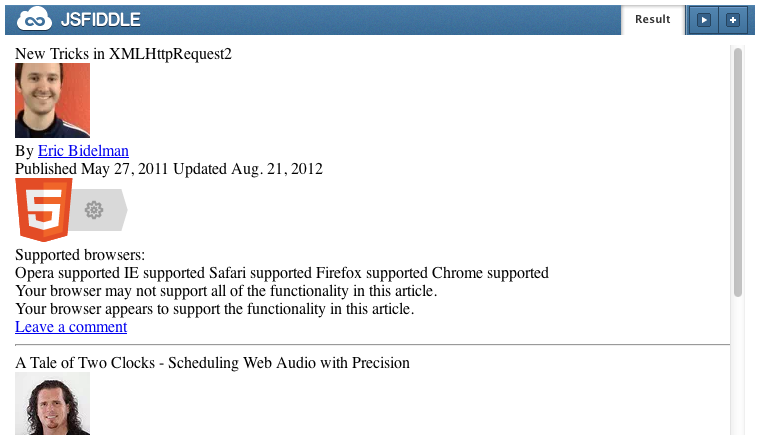 JSFIDDLE
Result
New Tricks in XMLHttpRequest2
By Eric Bidelman
Published May 27, 2011 Updated Aug. 21, 2012
Supported browsers:
Opera supported IE supported Safari supported Firefox supported Chrome supported
Your browser may not support all of the functionality in this article.
Your browser appears to support the functionality in this article.
Leave a comment
A Tale of Two Clocks - Scheduling Web Audio with Precision